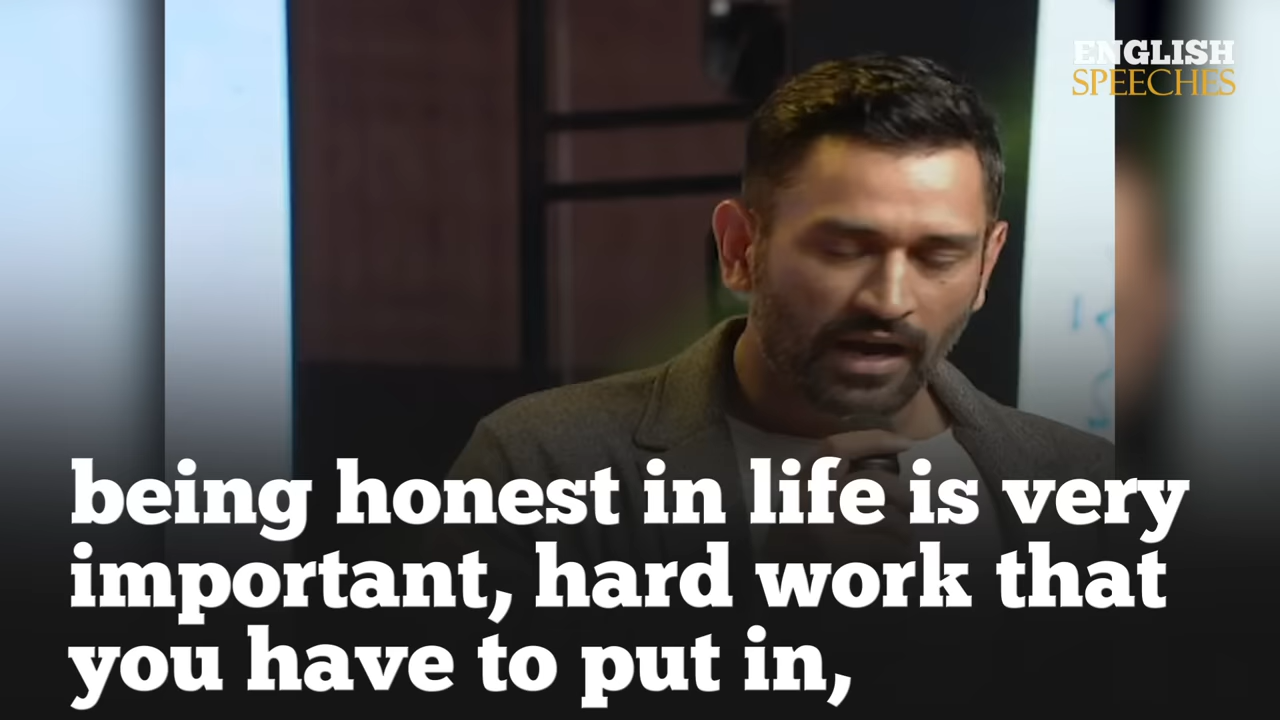 ENGLISH
SPEECHES
being honest in life is very
important, hard work that
you have to put in,